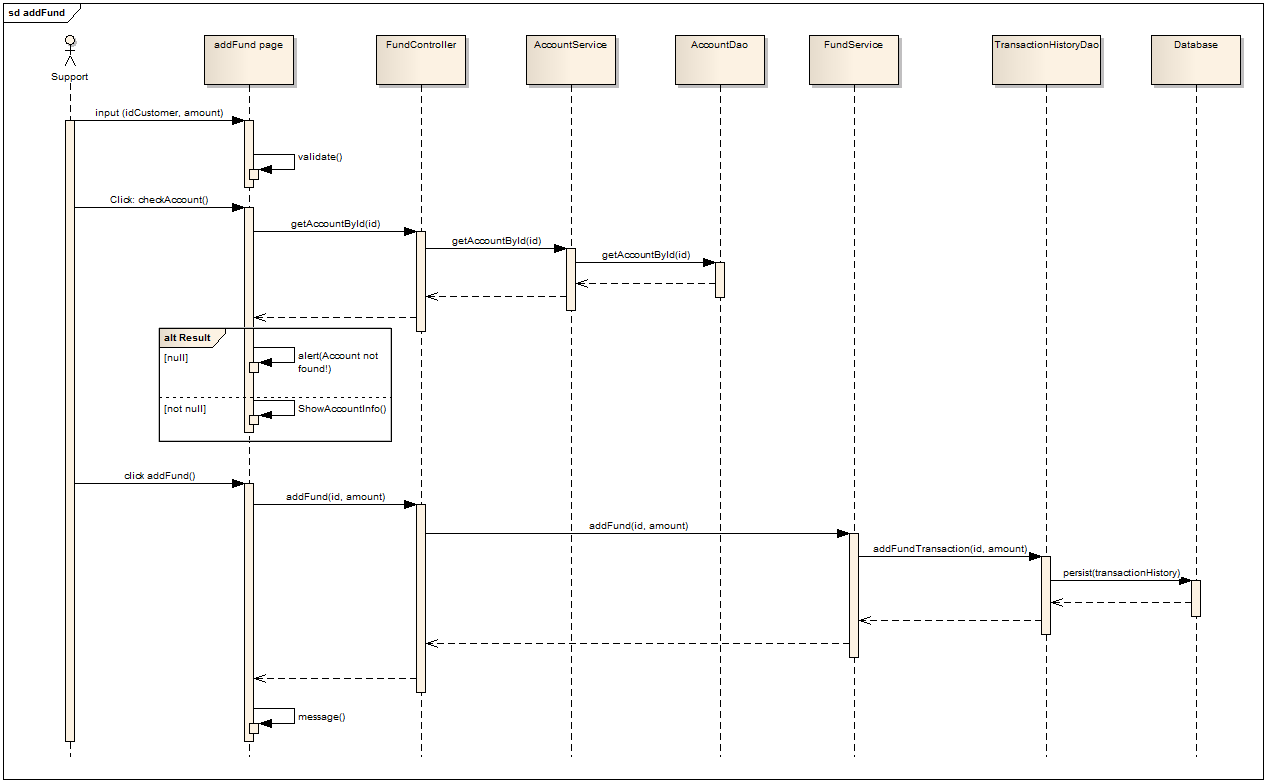 sd addFund
Support
addFund page
FundController
AccountService
AccountDao
FundService
TransactionHistoryDao
Database
input (idCustomer, amount)
validate()
Click: checkAccount()
getAccountById(id)
getAccountById(id)
getAccountById(id)
alt Result
[null]
alert(Account not
found!)
[not null]
ShowAccountInfo()
click addFund()
addFund(id, amount)
addFund(id, amount)
addFundTransaction(id, amount)
persist(transactionHistory)
message()